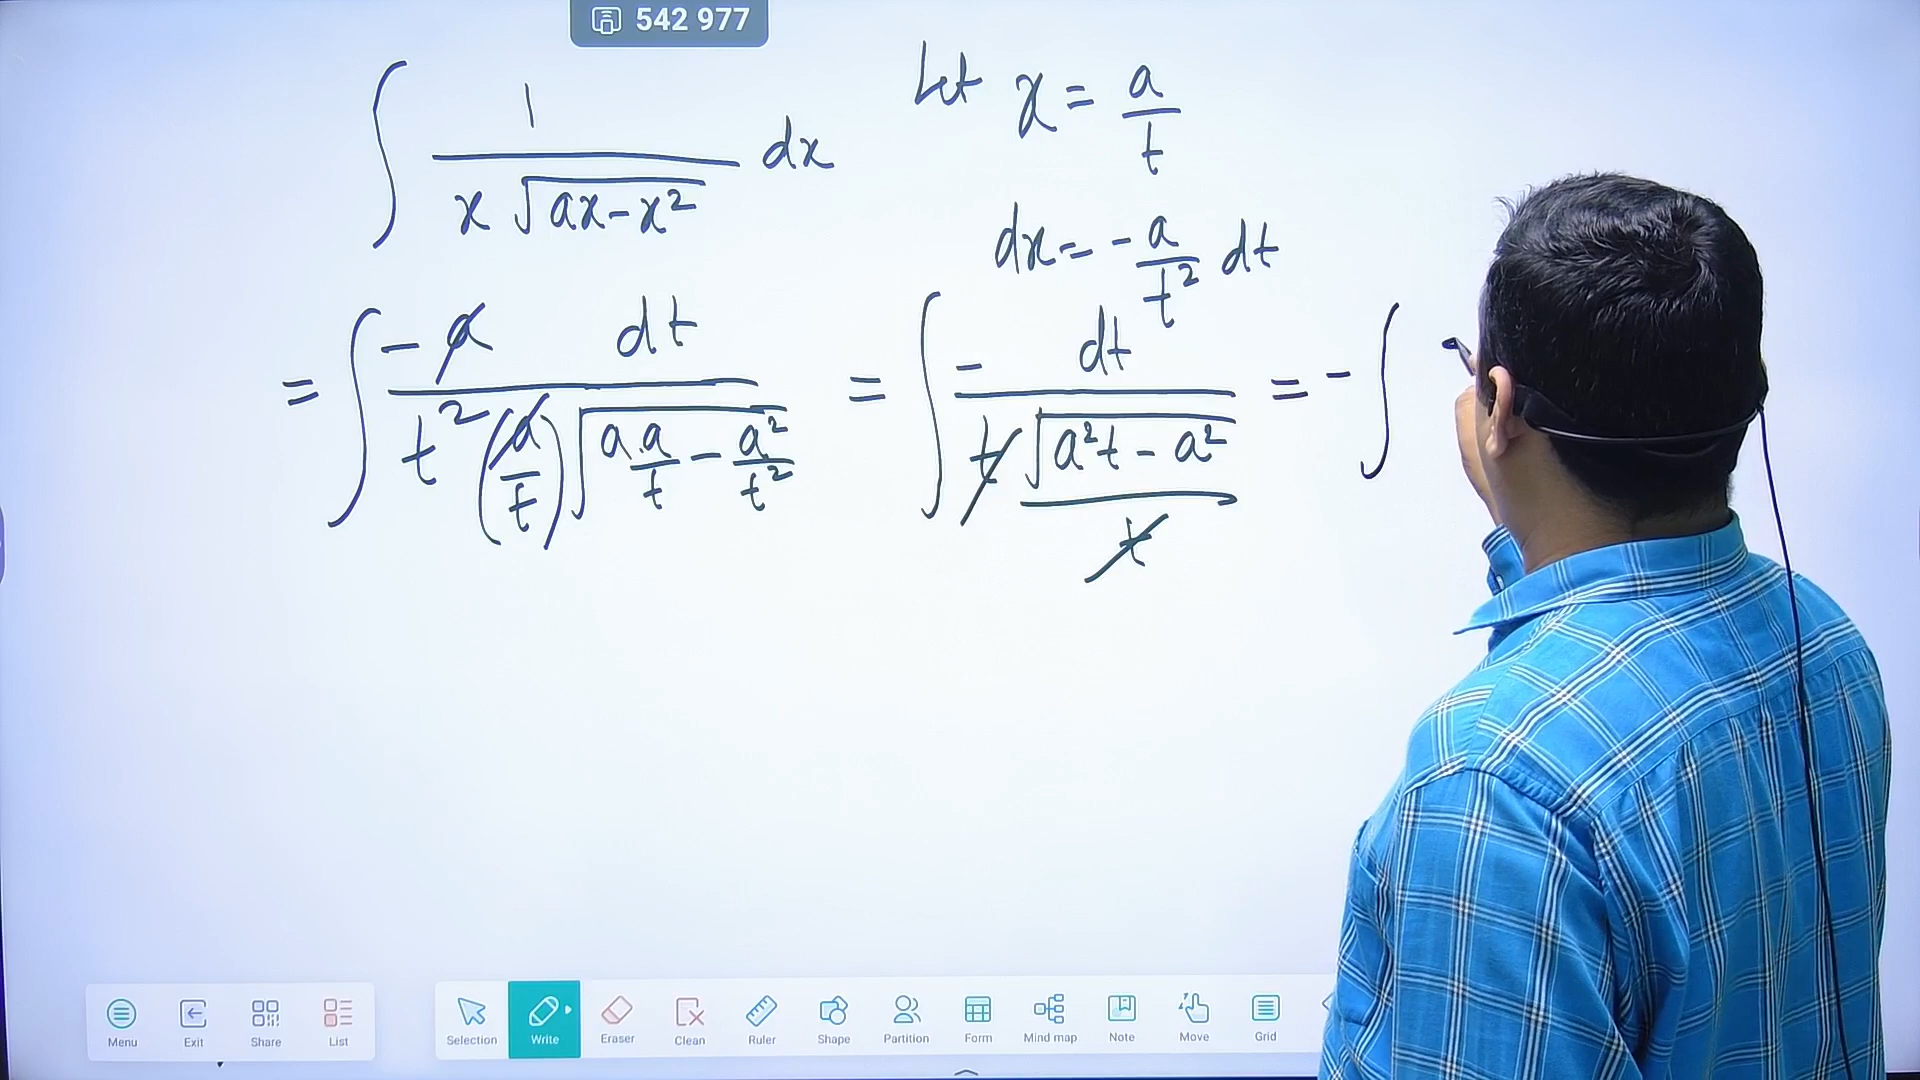 542 977
∫ 1 / (x √(ax - x²)) dx
Let x = a/t
dx = - a/t² dt
= ∫ - a dt / (t² (a/t) √(a.a/t - a²/t²)) = ∫ - dt / (t √(a²t - a²) / t) = - ∫
Menu Exit Share List Selection Write Eraser Clean Ruler Shape Partition Form Mind map Note Move Grid